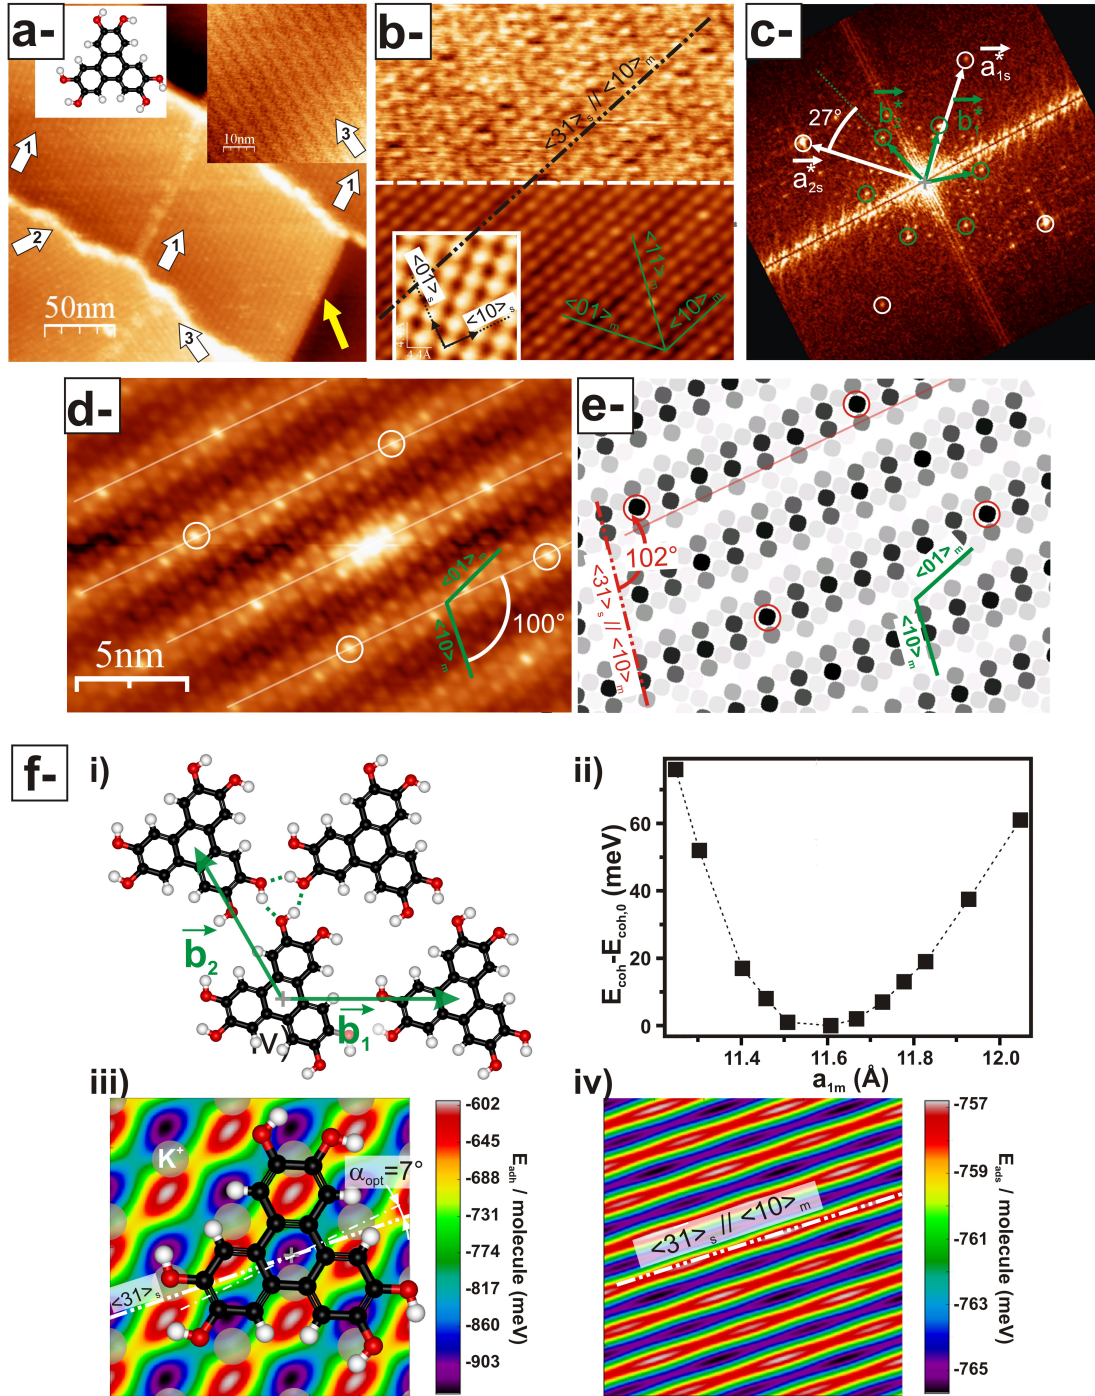 a-
10nm
1
3
1
2
1
3
50nm
b-
<31>s // <10>m
<01>s
<10>s
4.4Å
<11>m
<01>m
<10>m
c-
a*1s
b*
b*
27°
a*2s
d-
<01>m
<10>m
100°
5nm
e-
102°
<31>s // <10>m
<01>m
<10>m
f-
i)
b2
b1
ii)
Ecoh-Ecoh,0 (meV)
60
40
20
0
11.4
11.6
11.8
12.0
a1m (Å)
iii)
K+
αopt=7°
<31>s
-602
-645
-688
-731
-774
-817
-860
-903
Eadh / molecule (meV)
iv)
<31>s // <10>m
-757
-759
-761
-763
-765
Eads / molecule (meV)